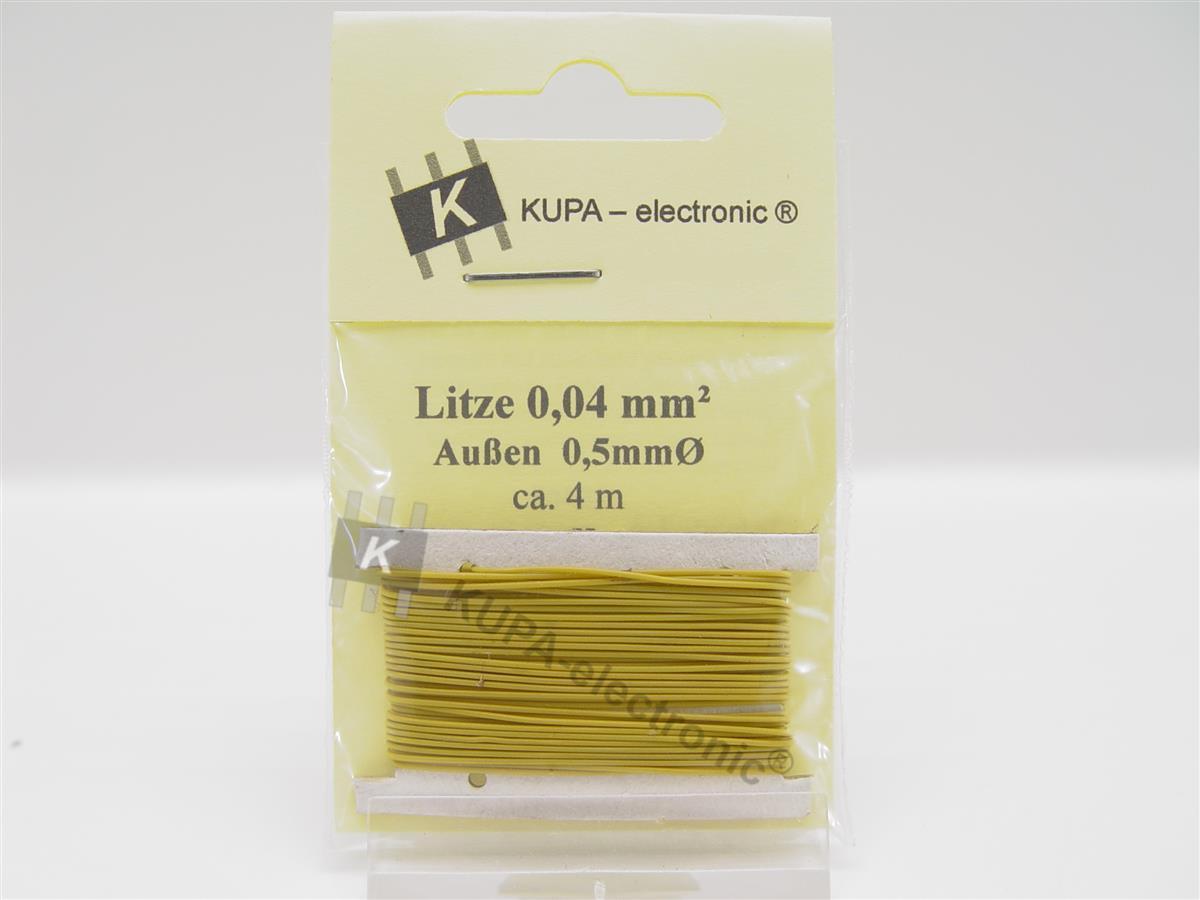 K
KUPA – electronic ®
Litze 0,04 mm²
Außen 0,5mmØ
ca. 4 m
K
KUPA-electronic®